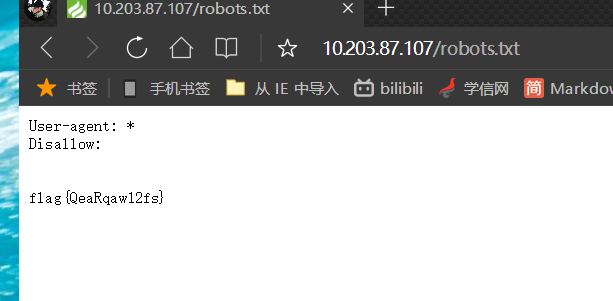 10.203.87.107/robots.txt
10.203.87.107/robots.txt
书签 手机书签 从 IE 中导入 bilibili 学信网 简 Markdow
User-agent: *
Disallow:
flag{QeaRqaw12fs}